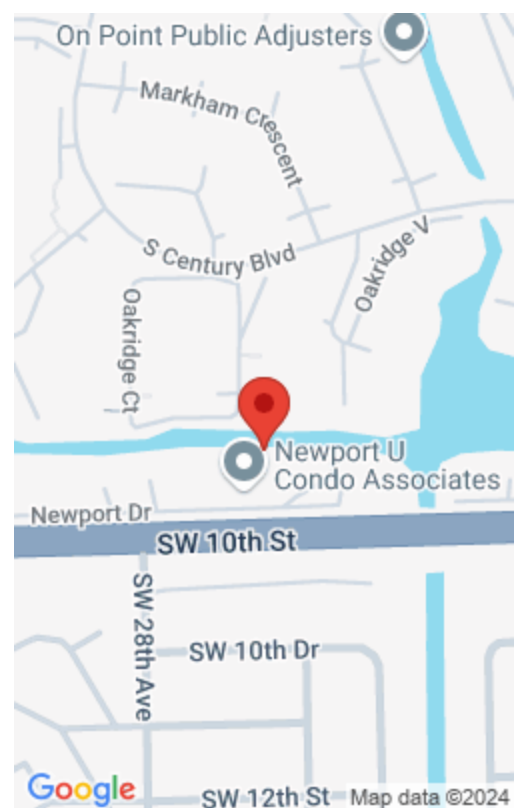 On Point Public Adjusters
Markham Crescent
S Century Blvd
Oakridge V
Oakridge Ct
Newport U
Condo Associates
Newport Dr
SW 10th St
SW 28th Ave
SW 10th Dr
SW 12th St
Google
Map data ©2024